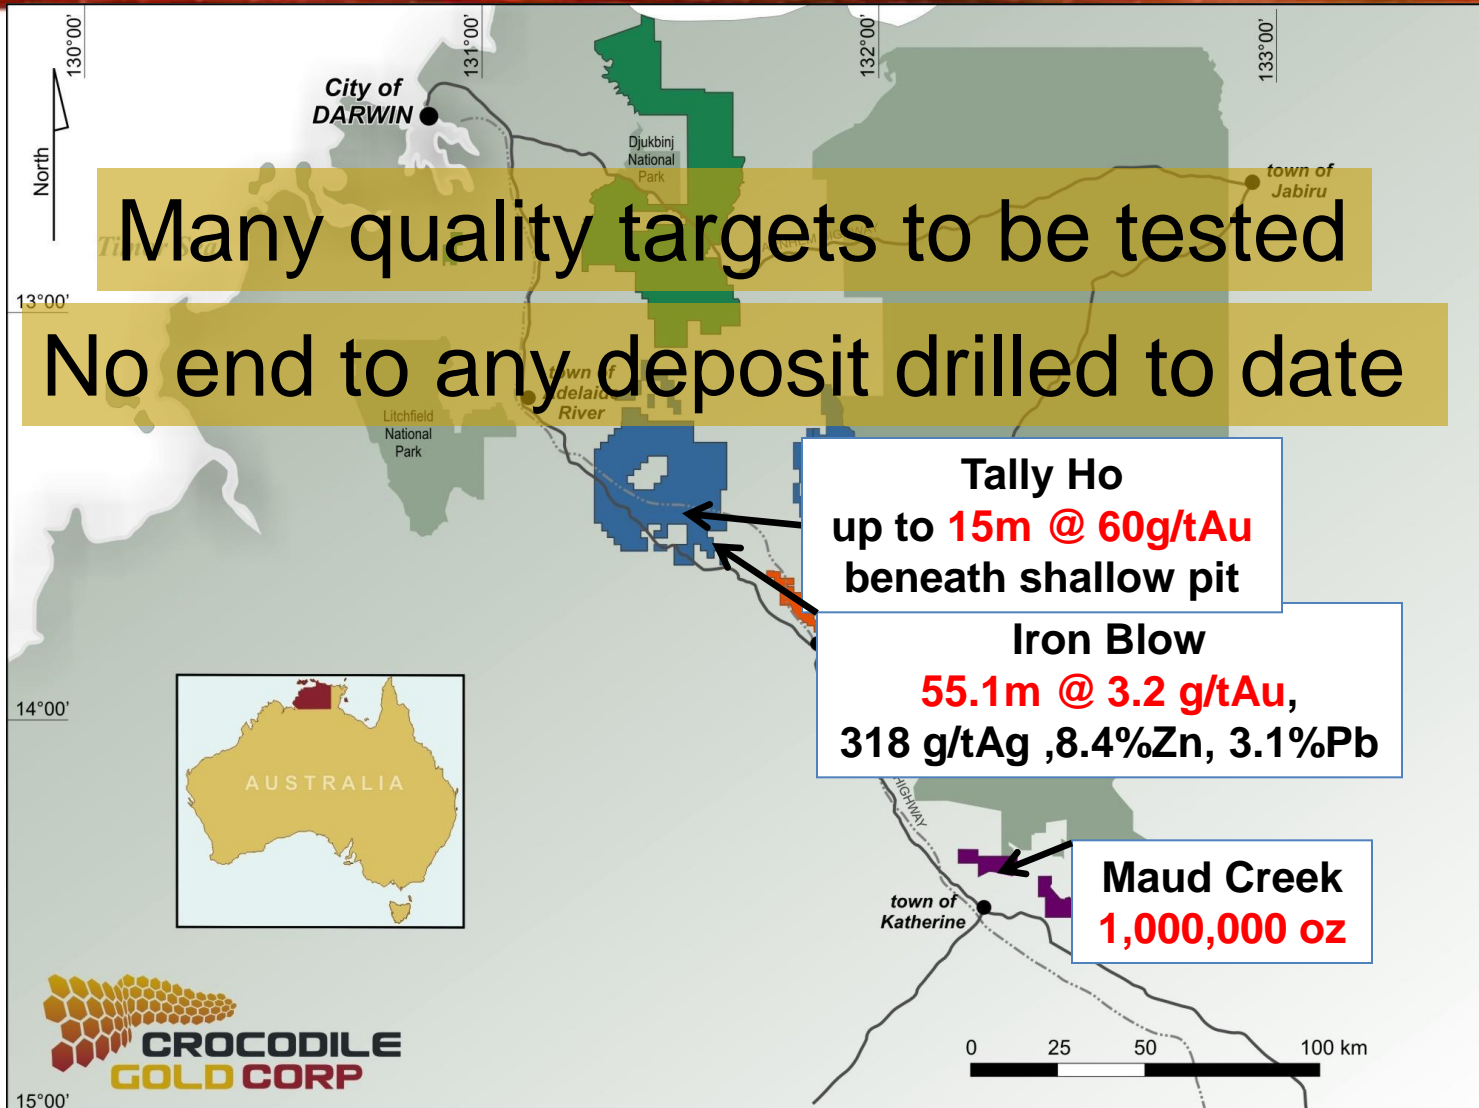 130°00'
131°00'
132°00'
133°00'
City of
DARWIN
North
Djukbinj
National
Park
town of
Jabiru
Many quality targets to be tested
HIGHWAY
13°00'
No end to any deposit drilled to date
town of
Adelaide
River
Litchfield
National
Park
Tally Ho
up to 15m @ 60g/tAu
beneath shallow pit
Iron Blow
55.1m @ 3.2 g/tAu,
318 g/tAg ,8.4%Zn, 3.1%Pb
14°00'
AUSTRALIA
HIGHWAY
Maud Creek
1,000,000 oz
town of
Katherine
CROCODILE
GOLD CORP
0 25 50 100 km
15°00'